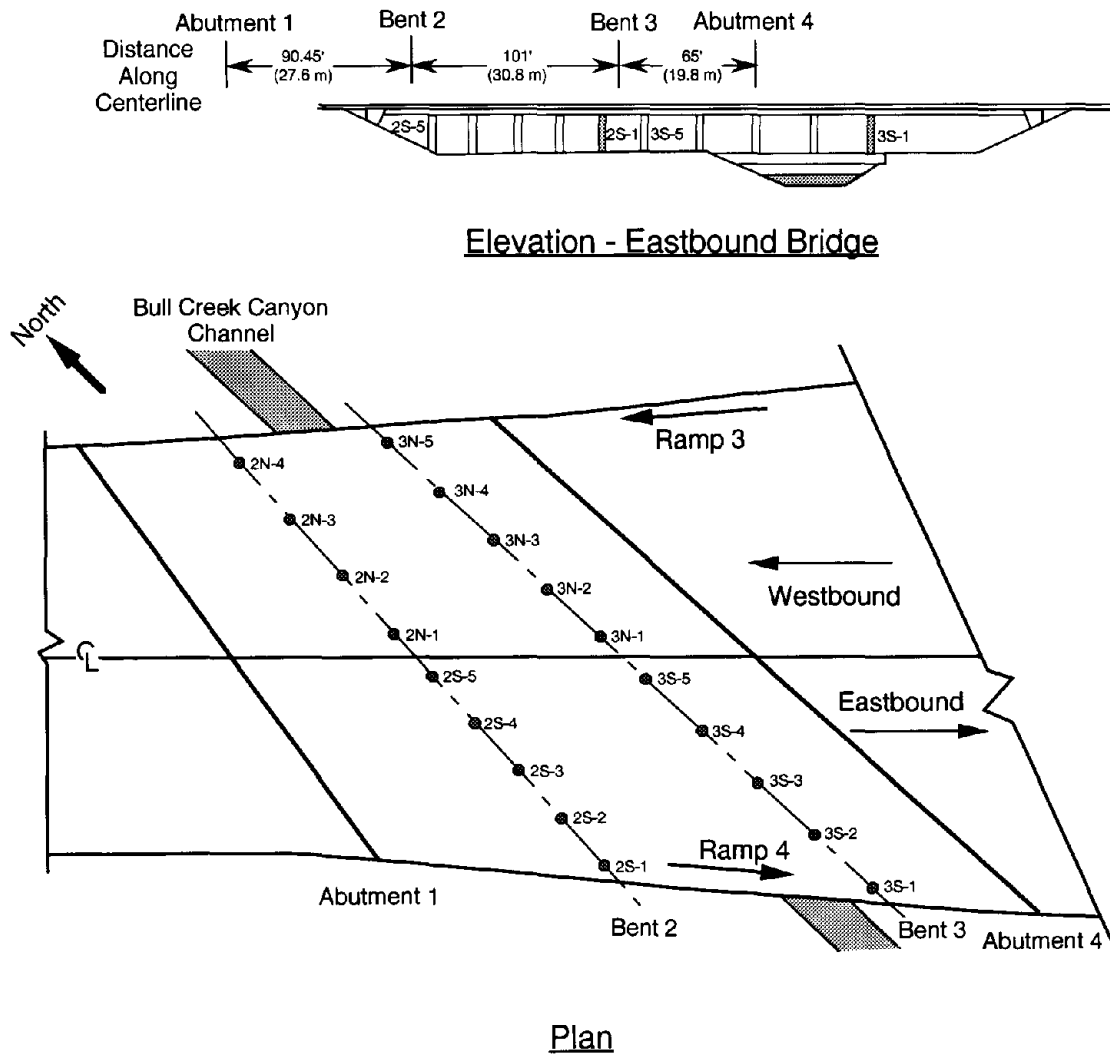 Abutment 1
Bent 2
Bent 3
Abutment 4
Distance
Along
Centerline
90.45'
(27.6 m)
101'
(30.8 m)
65'
(19.8 m)
2S-5
2S-1
3S-5
3S-1
Elevation - Eastbound Bridge
North
Bull Creek Canyon
Channel
Ramp 3
2N-4
3N-5
2N-3
3N-4
3N-3
2N-2
3N-2
Westbound
2N-1
3N-1
CL
2S-5
3S-5
Eastbound
2S-4
3S-4
2S-3
3S-3
2S-2
3S-2
2S-1
Ramp 4
3S-1
Abutment 1
Bent 2
Bent 3
Abutment 4
Plan